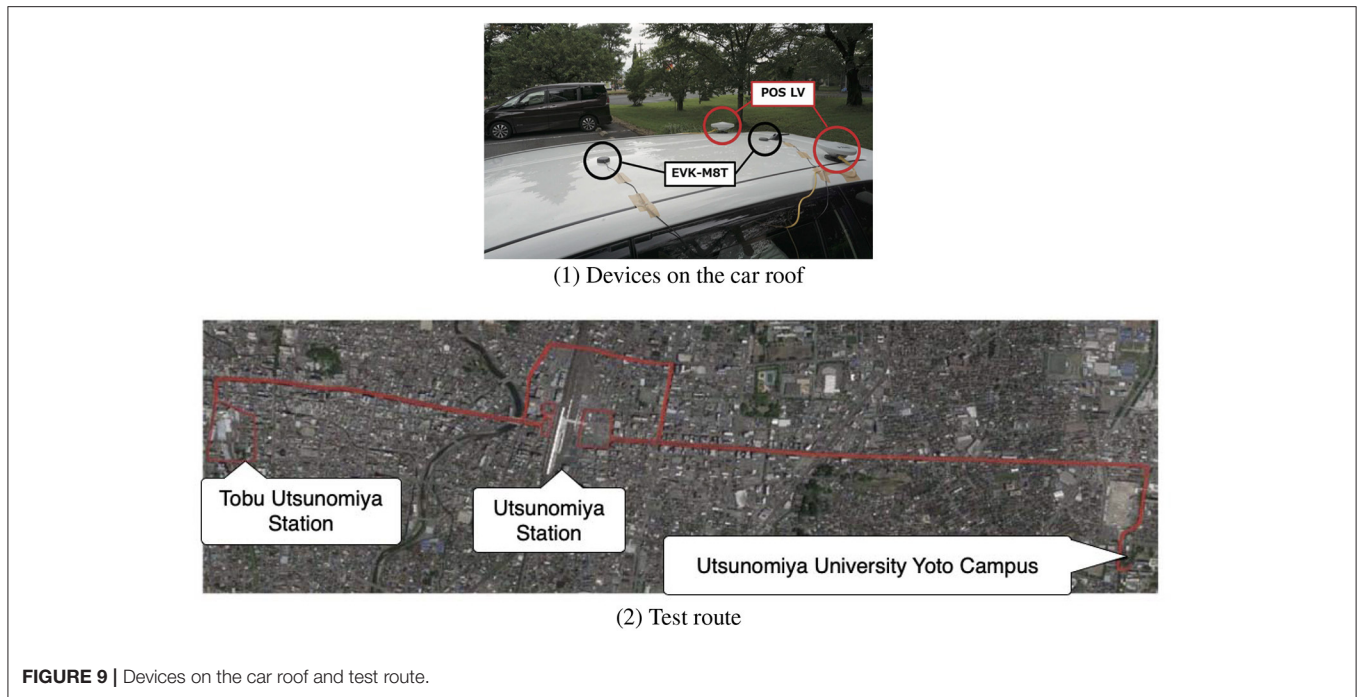 POS LV
EVK-M8T
(1) Devices on the car roof
Tobu Utsunomiya
Station
Utsunomiya
Station
Utsunomiya University Yoto Campus
(2) Test route
FIGURE 9 | Devices on the car roof and test route.